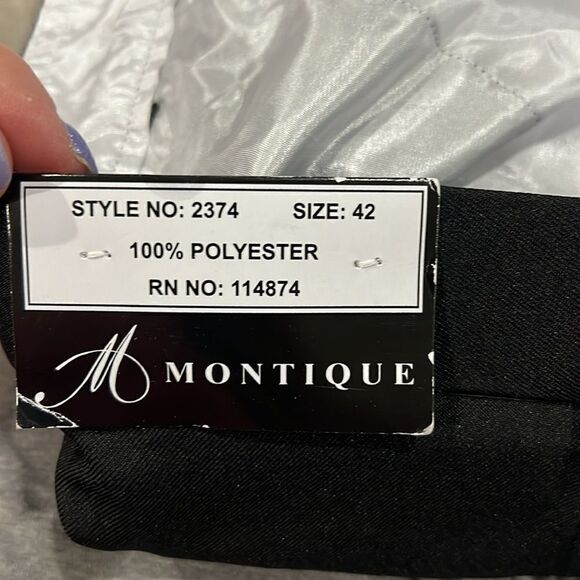 STYLE NO: 2374 SIZE: 42
100% POLYESTER
RN NO: 114874
M MONTIQUE